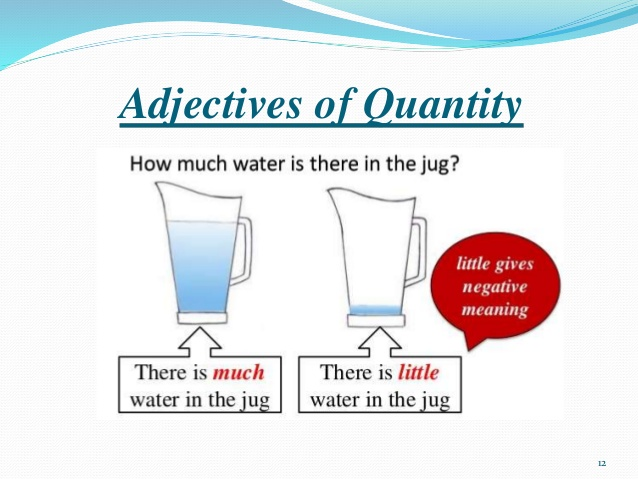 Adjectives of Quantity
How much water is there in the jug?
little gives
negative
meaning
There is much
water in the jug
There is little
water in the jug
12